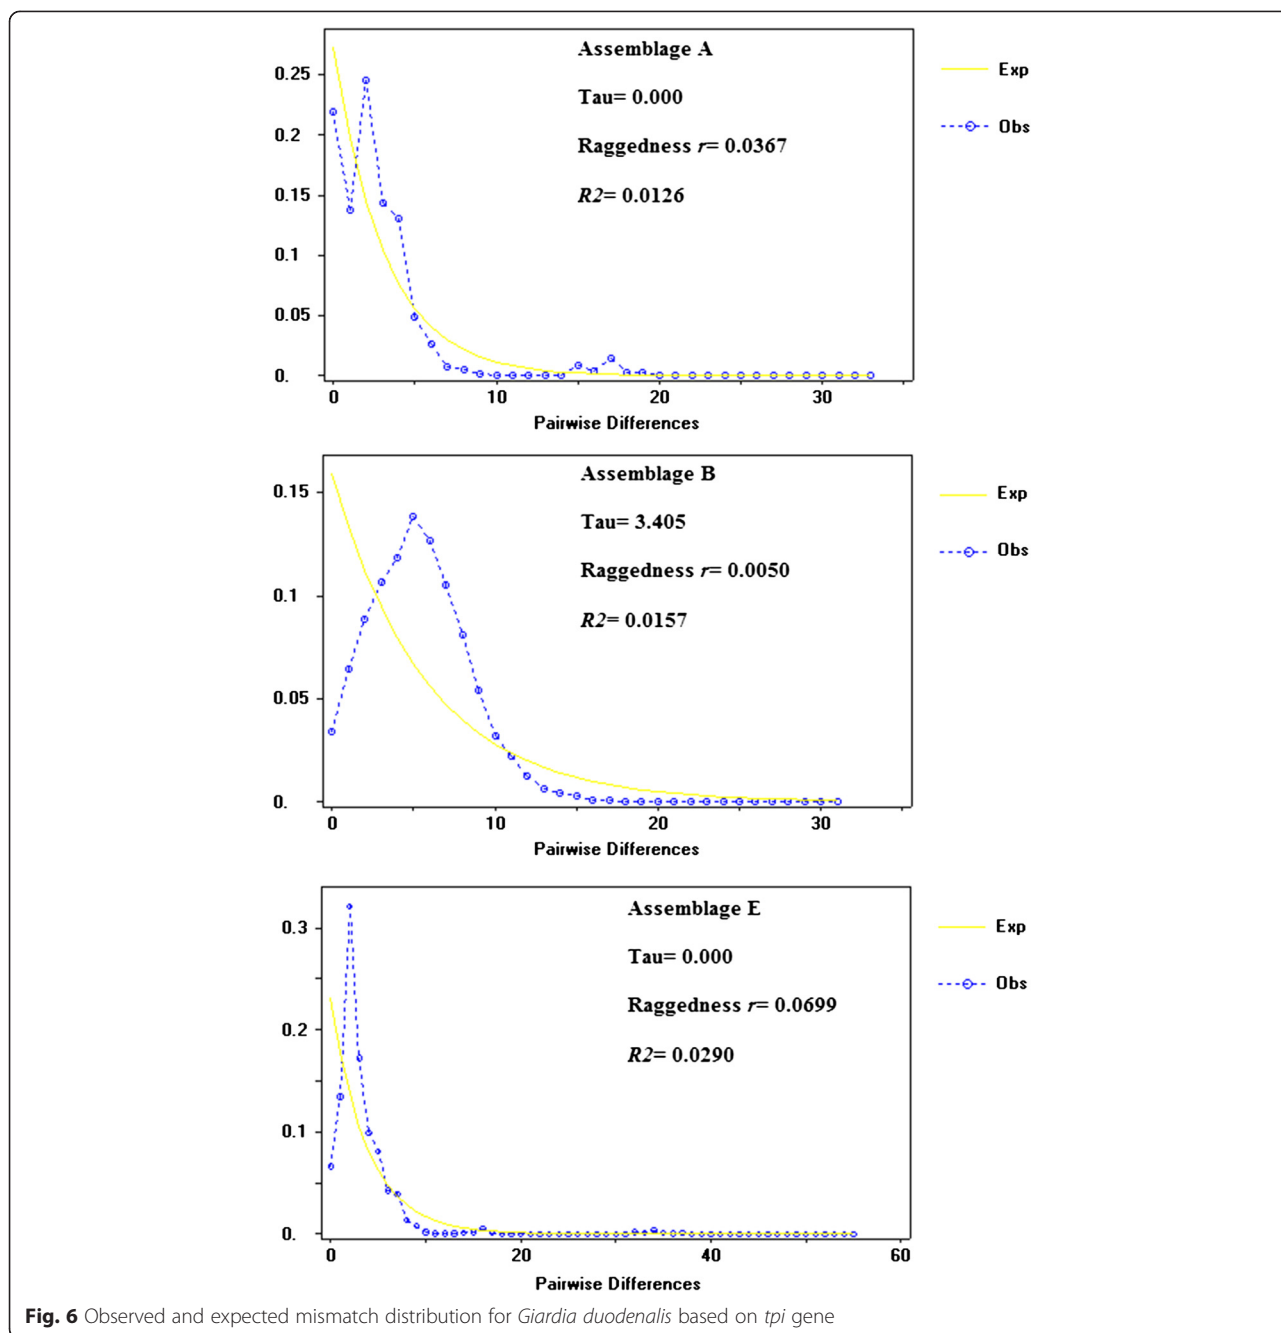 Assemblage A
Tau= 0.000
Raggedness r= 0.0367
R2= 0.0126
Exp
Obs
0.25
0.2
0.15
0.1
0.05
0.
0 10 20 30
Pairwise Differences
Assemblage B
Tau= 3.405
Raggedness r= 0.0050
R2= 0.0157
Exp
Obs
0.15
0.1
0.05
0.
0 10 20 30
Pairwise Differences
Assemblage E
Tau= 0.000
Raggedness r= 0.0699
R2= 0.0290
Exp
Obs
0.3
0.2
0.1
0.
0 20 40 60
Pairwise Differences
Fig. 6 Observed and expected mismatch distribution for Giardia duodenalis based on tpi gene